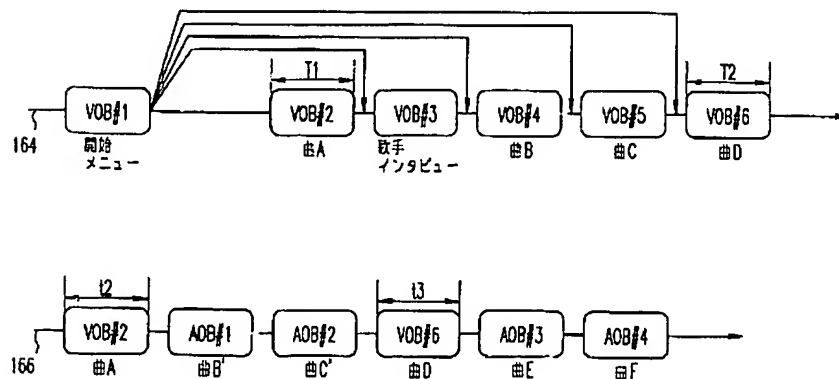 T1
T2
VOB#1
VOB#2
VOB#3
VOB#4
VOB#5
VOB#6
164
開始
メニュー
曲A
歌手
インタビュー
曲B
曲C
曲D
t2
t3
VOB#2
AOB#1
AOB#2
VOB#6
AOB#3
AOB#4
166
曲A
曲B'
曲C'
曲D
曲E
曲F